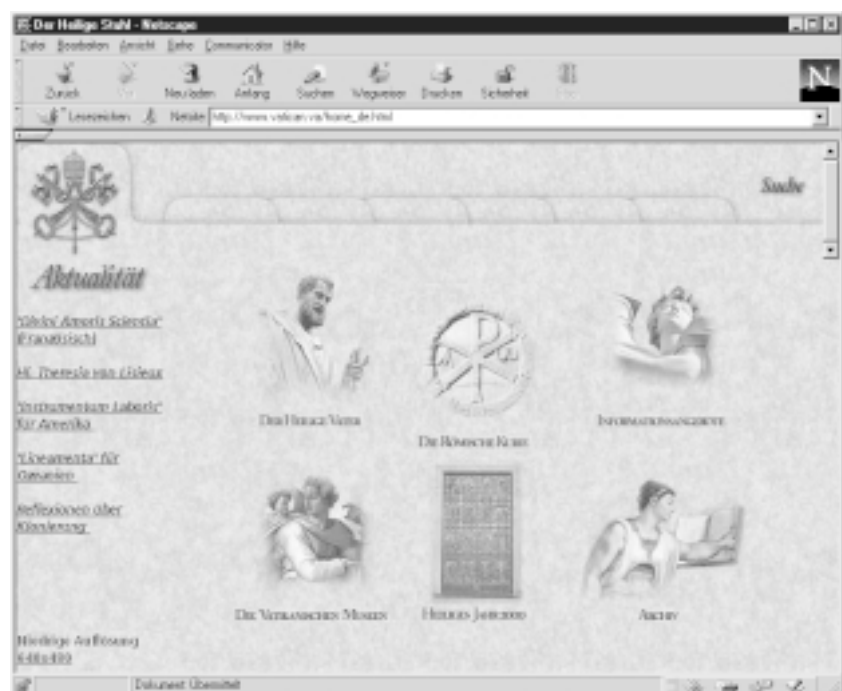 Der Heilige Stuhl - Netscape
Datei Bearbeiten Ansicht Gehe Communicator Hilfe
Zurück Vor Neu laden Anfang Suchen Wegweiser Drucken Sicherheit Stop
Lesezeichen Netsite http://www.vatican.va/home_de.html
Suche
Aktualität
"Divini Amoris Scientia"
(Französisch)
Hl. Theresia von Lisieux
"Instrumentum Laboris"
für Amerika
"Lineamenta" für
Ozeanien
Reflexionen über
Klonierung
Der Heilige Vater
Die Römische Kurie
Informationsangebote
Die Vatikanischen Museen
Heiliges Jahr 2000
Archiv
Niedrige Auflösung
640x480
Dokument: Übermittelt